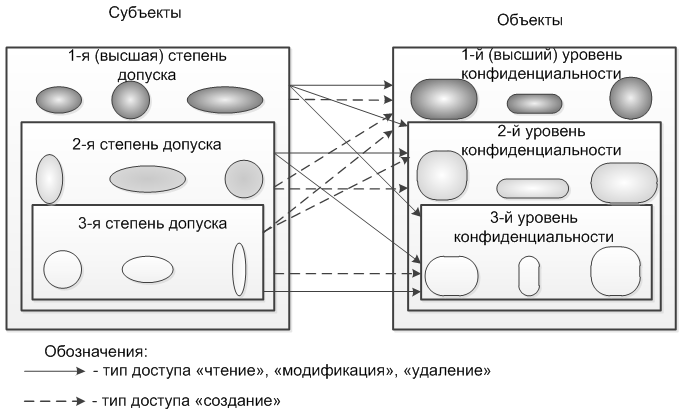 Субъекты
Объекты
1-я (высшая) степень
допуска
1-й (высший) уровень
конфиденциальности
2-я степень допуска
2-й уровень
конфиденциальности
3-я степень допуска
3-й уровень
конфиденциальности
Обозначения:
- тип доступа «чтение», «модификация», «удаление»
- тип доступа «создание»